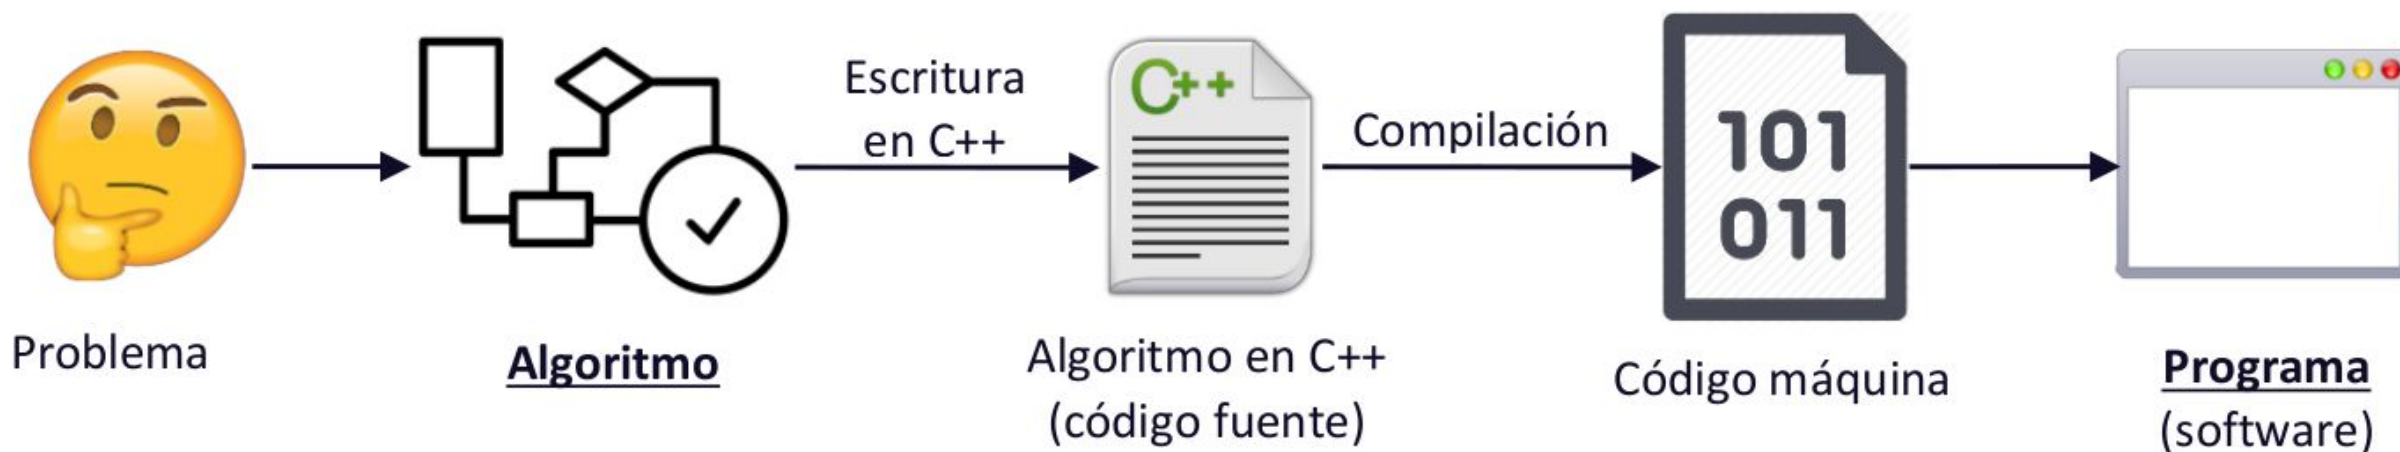 Problema
Algoritmo
Escritura
en C++
C++
Algoritmo en C++
(código fuente)
Compilación
101
011
Código máquina
Programa
(software)